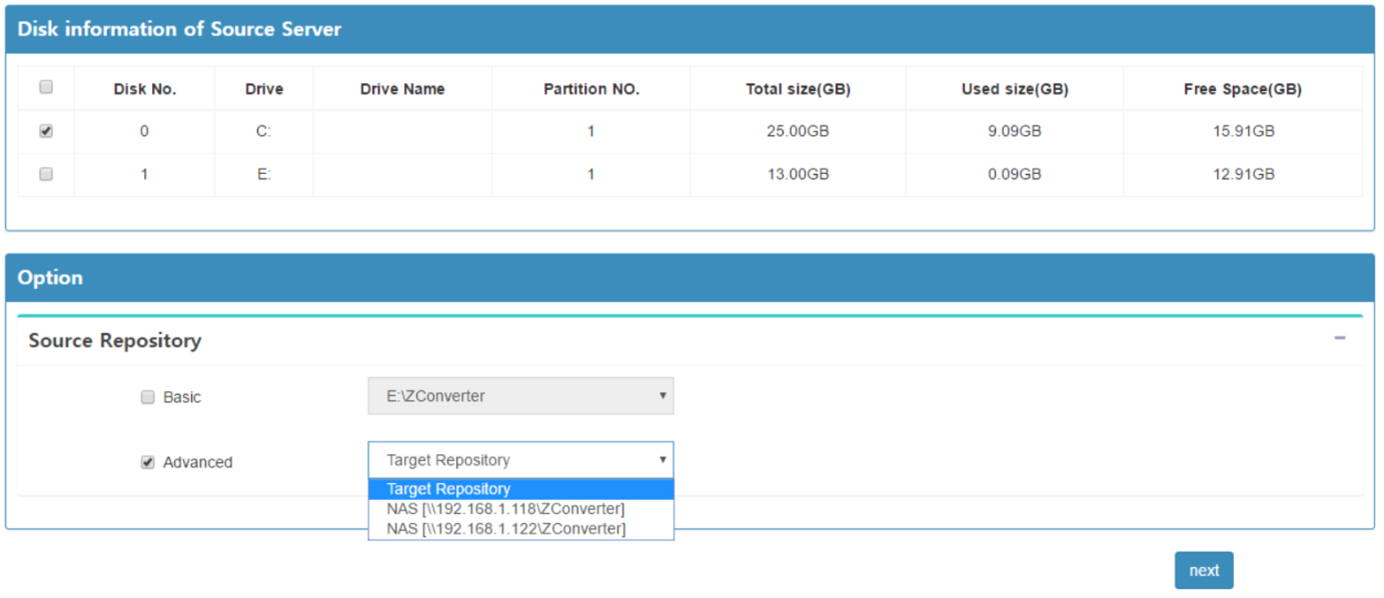 Disk information of Source Server
Disk No. Drive Drive Name Partition NO. Total size(GB) Used size(GB) Free Space(GB)
0 C: 1 25.00GB 9.09GB 15.91GB
1 E: 1 13.00GB 0.09GB 12.91GB
Option
Source Repository
Basic E:\ZConverter
Advanced Target Repository
Target Repository
NAS [\\192.168.1.118\ZConverter]
NAS [\\192.168.1.122\ZConverter]
next